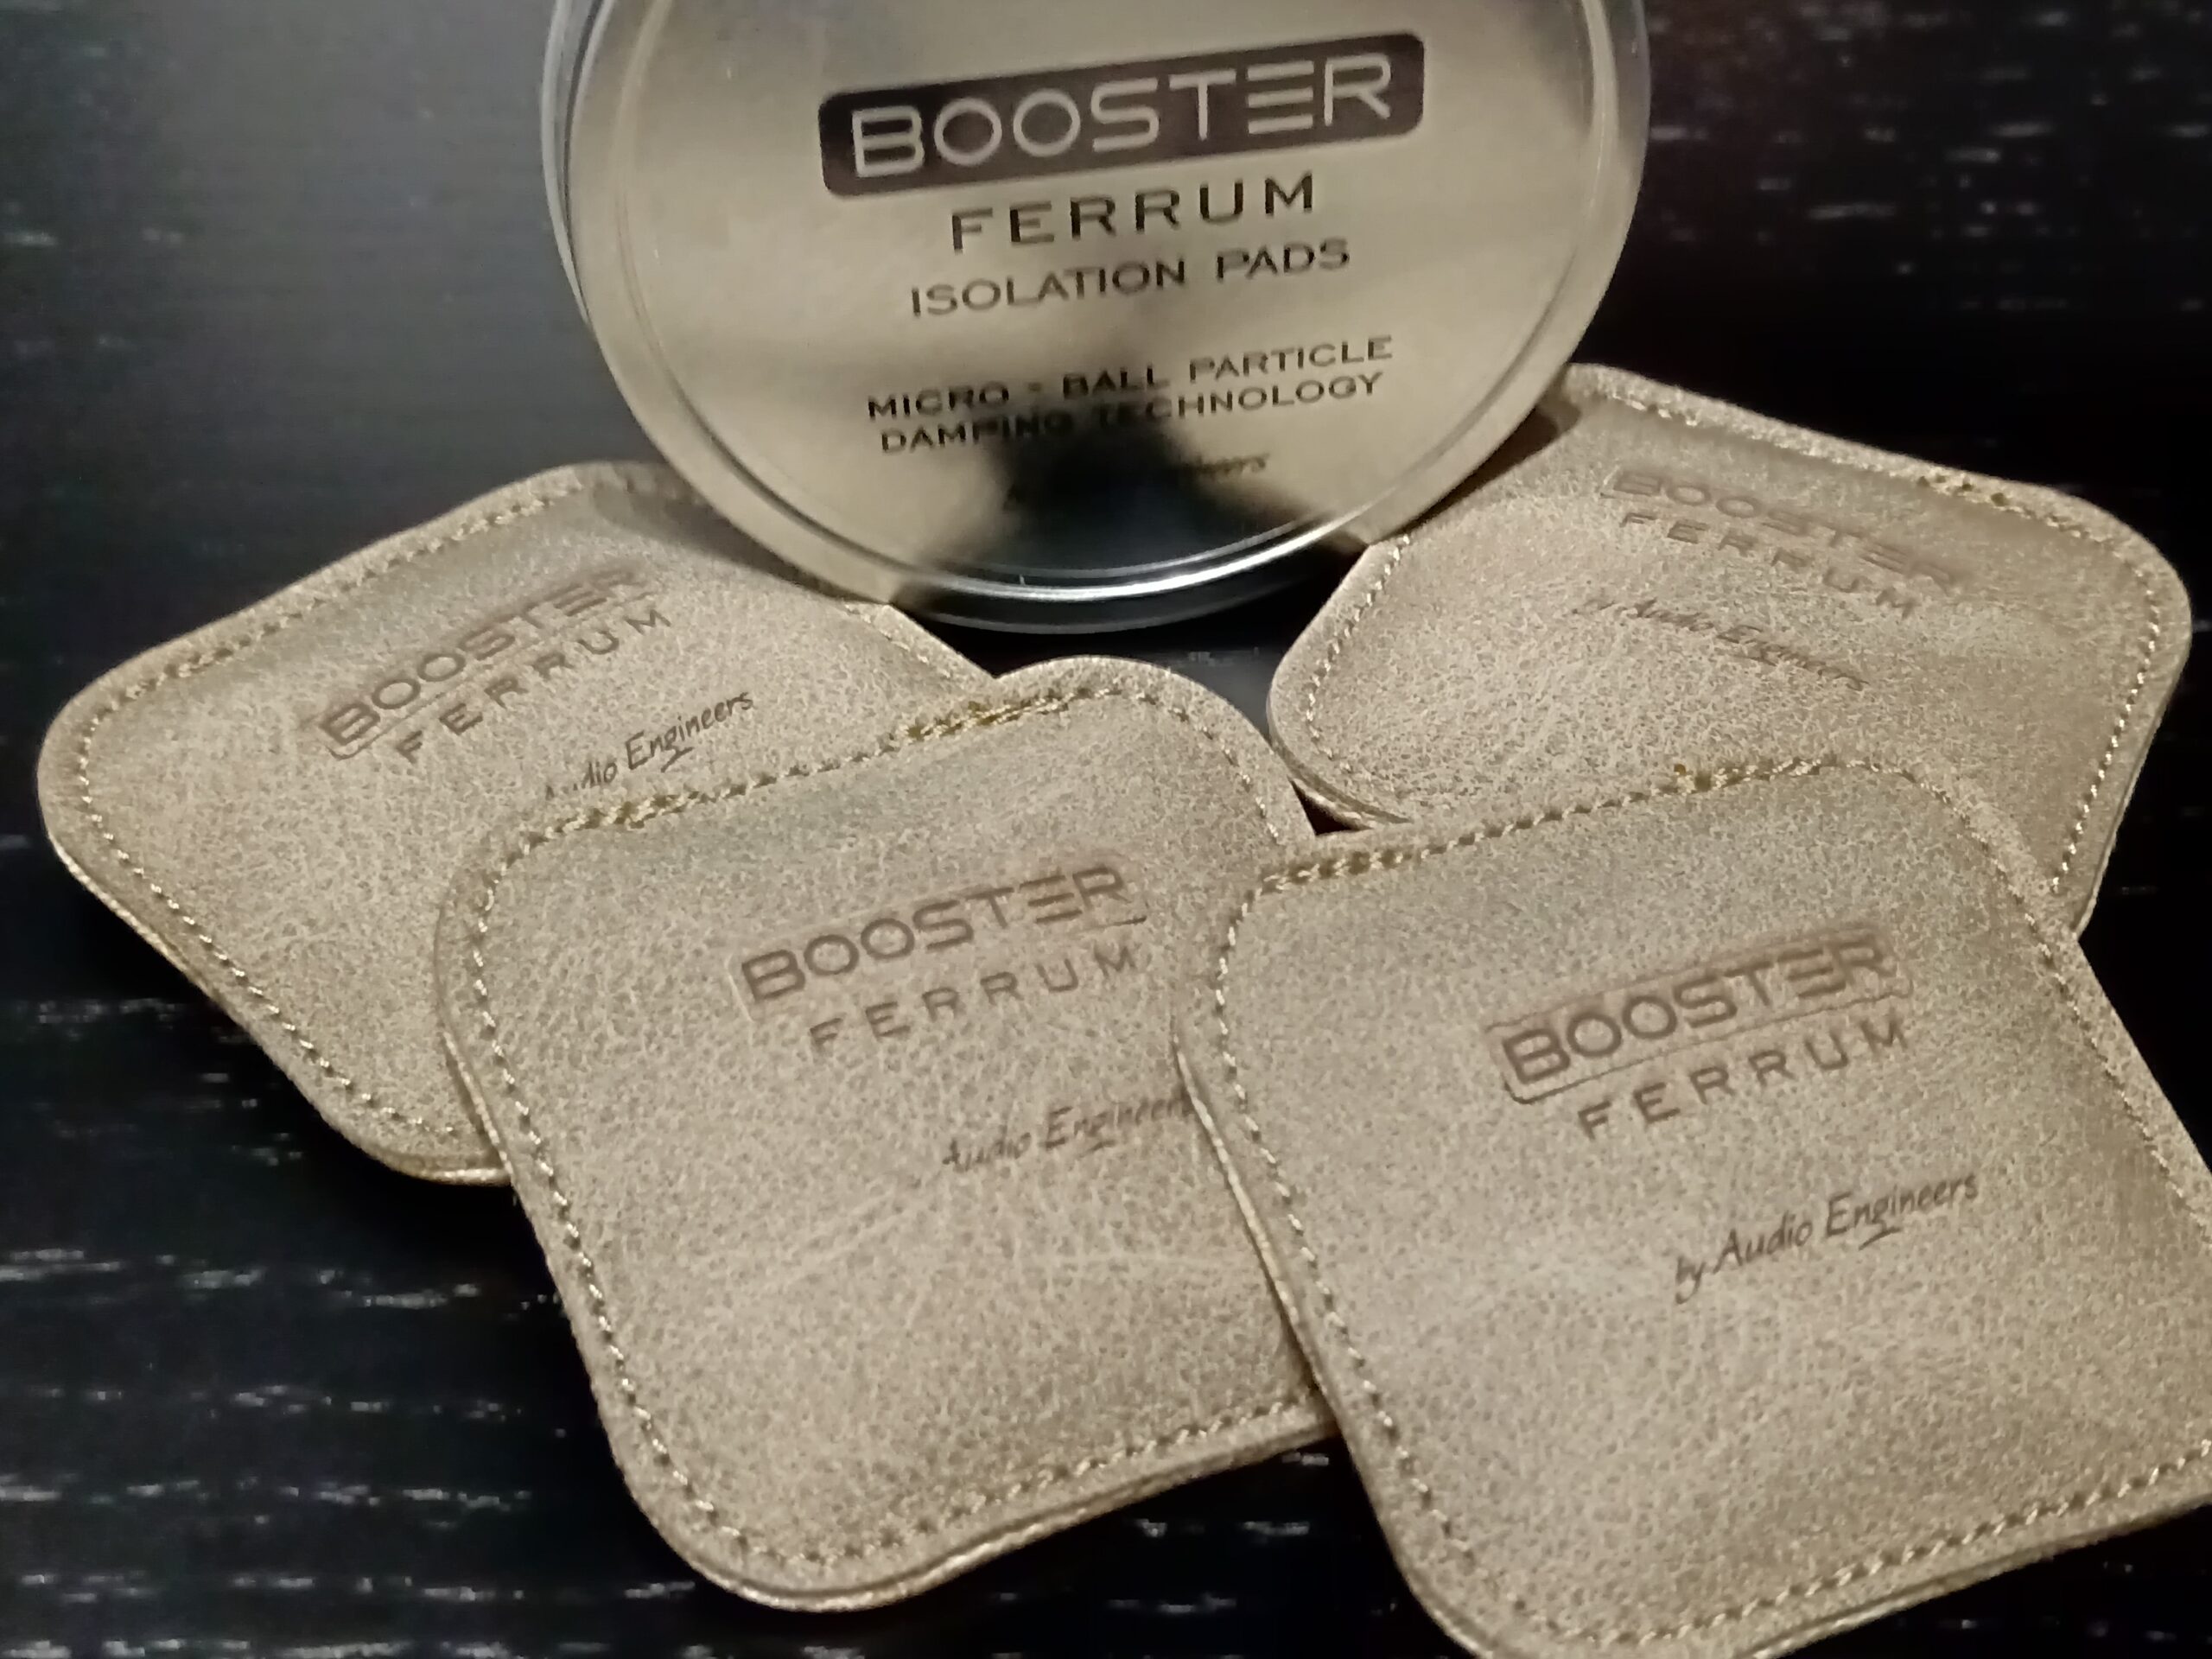 BOOSTER
FERRUM
ISOLATION PADS
MICRO - BALL PARTICLE
DAMPING TECHNOLOGY
BOOSTER
FERRUM
Audio Engineers
BOOSTER
FERRUM
by Audio Engineers
BOOSTER
FERRUM
Audio Engineers
BOOSTER
FERRUM
by Audio Engineers